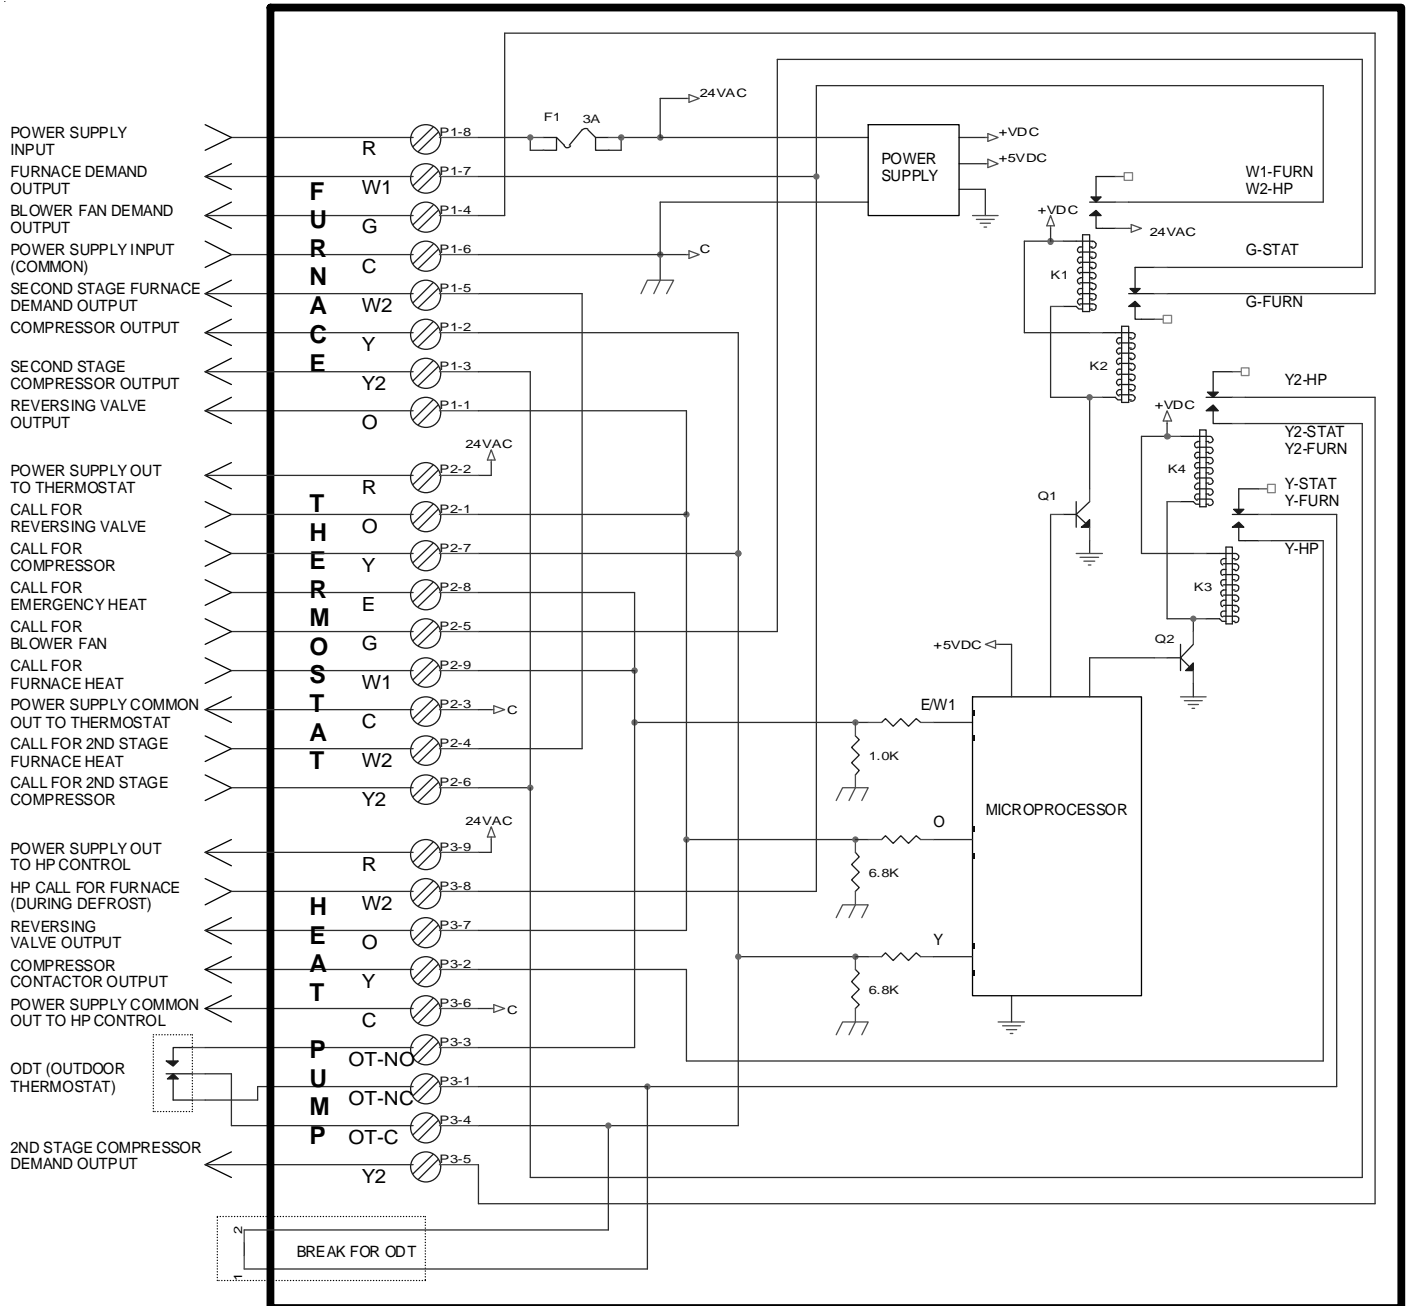 POWER SUPPLY
INPUT
R
P1-8
F1
3A
24VAC
FURNACE DEMAND
OUTPUT
W1
P1-7
BLOWER FAN DEMAND
OUTPUT
G
P1-4
POWER SUPPLY INPUT
(COMMON)
C
P1-6
C
SECOND STAGE FURNACE
DEMAND OUTPUT
W2
P1-5
COMPRESSOR OUTPUT
Y
P1-2
SECOND STAGE
COMPRESSOR OUTPUT
Y2
P1-3
REVERSING VALVE
OUTPUT
O
P1-1
FURNACE
POWER SUPPLY OUT
TO THERMOSTAT
R
P2-2
24VAC
CALL FOR
REVERSING VALVE
O
P2-1
CALL FOR
COMPRESSOR
Y
P2-7
CALL FOR
EMERGENCY HEAT
E
P2-8
CALL FOR
BLOWER FAN
G
P2-5
CALL FOR
FURNACE HEAT
W1
P2-9
POWER SUPPLY COMMON
OUT TO THERMOSTAT
C
P2-3
C
CALL FOR 2ND STAGE
FURNACE HEAT
W2
P2-4
CALL FOR 2ND STAGE
COMPRESSOR
Y2
P2-6
THERMOSTAT
POWER SUPPLY OUT
TO HP CONTROL
R
P3-9
24VAC
HP CALL FOR FURNACE
(DURING DEFROST)
W2
P3-8
REVERSING
VALVE OUTPUT
O
P3-7
COMPRESSOR
CONTACTOR OUTPUT
Y
P3-2
POWER SUPPLY COMMON
OUT TO HP CONTROL
C
P3-6
C
OT-NO
P3-3
ODT (OUTDOOR
THERMOSTAT)
OT-NC
P3-1
OT-C
P3-4
2ND STAGE COMPRESSOR
DEMAND OUTPUT
Y2
P3-5
HEAT PUMP
2
BREAK FOR ODT
1
POWER
SUPPLY
+VDC
+5VDC
W1-FURN
W2-HP
+VDC
24VAC
K1
G-STAT
G-FURN
K2
Y2-HP
+VDC
Y2-STAT
Y2-FURN
K4
Y-STAT
Y-FURN
Q1
Y-HP
K3
Q2
+5VDC
E/W1
1.0K
MICROPROCESSOR
O
6.8K
Y
6.8K